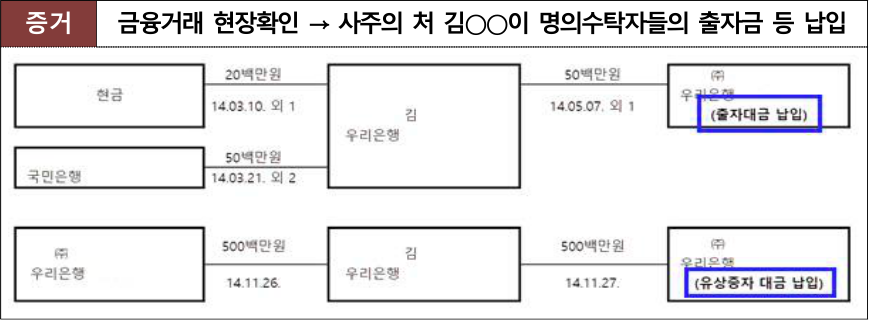 증거
금융거래 현장확인 → 사주의 처 김○○이 명의수탁자들의 출자금 등 납입
현금
20백만원
14.03.10. 외 1
국민은행
50백만원
14.03.21. 외 2
김
우리은행
50백만원
14.05.07. 외 1
㈜
우리은행
(출자대금 납입)
㈜
우리은행
500백만원
14.11.26.
김
우리은행
500백만원
14.11.27.
㈜
우리은행
(유상증자 대금 납입)